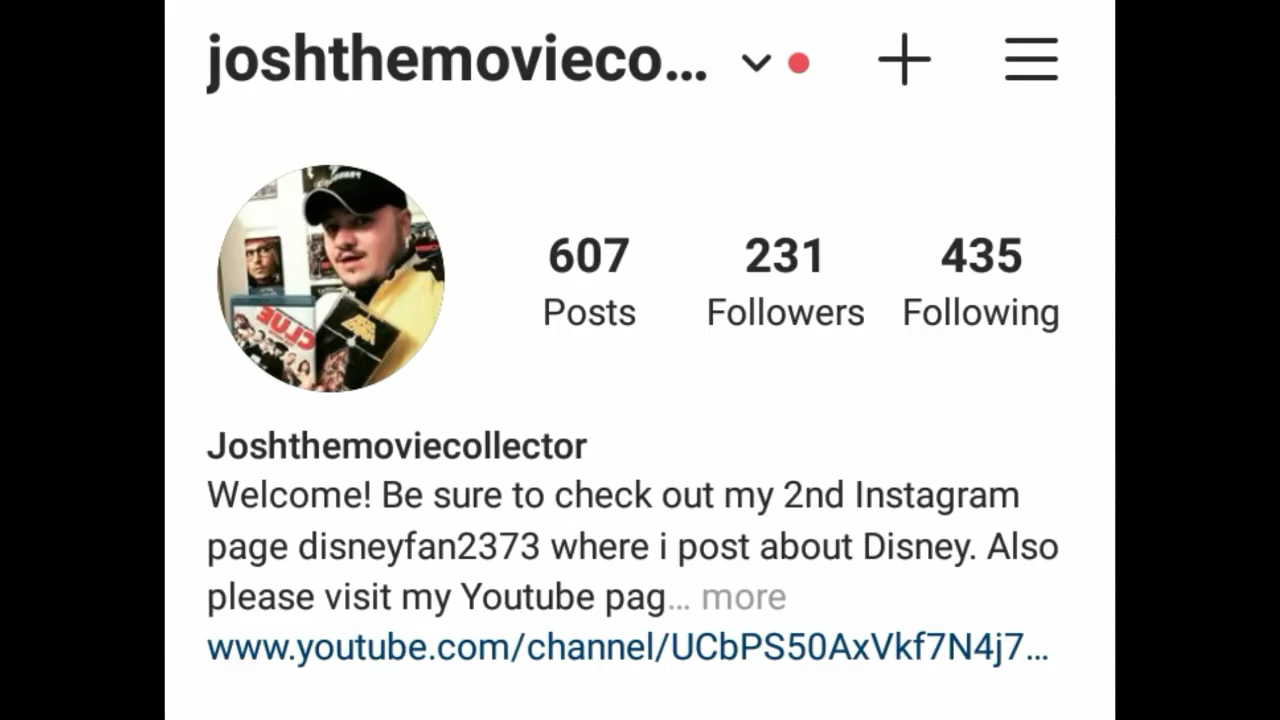 joshthemovieco...
607
231
435
Posts
Followers
Following
CLUE
Joshthemoviecollector
Welcome! Be sure to check out my 2nd Instagram
page disneyfan2373 where i post about Disney. Also
please visit my Youtube pag... more
www.youtube.com/channel/UCbPS50AxVkf7N4j7...